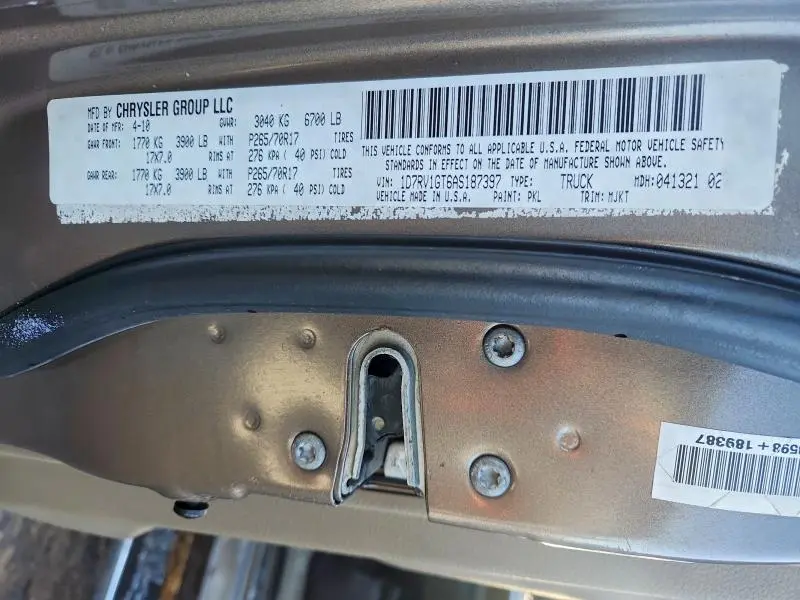 MFD BY CHRYSLER GROUP LLC
DATE OF MFR: 4-10 GVWR: 3040 KG 6700 LB
GAWR FRONT: 1770 KG 3900 LB WITH P265/70R17 TIRES
17X7.0 RIMS AT 276 KPA ( 40 PSI) COLD
GAWR REAR: 1770 KG 3900 LB WITH P265/70R17 TIRES
17X7.0 RIMS AT 276 KPA ( 40 PSI) COLD
THIS VEHICLE CONFORMS TO ALL APPLICABLE U.S.A. FEDERAL MOTOR VEHICLE SAFETY
STANDARDS IN EFFECT ON THE DATE OF MANUFACTURE SHOWN ABOVE.
VIN: 1D7RV1GT6AS187397 TYPE: TRUCK MDH: 041321 02
VEHICLE MADE IN U.S.A. PAINT: PKL TRIM: MJKT
8593 + 189387